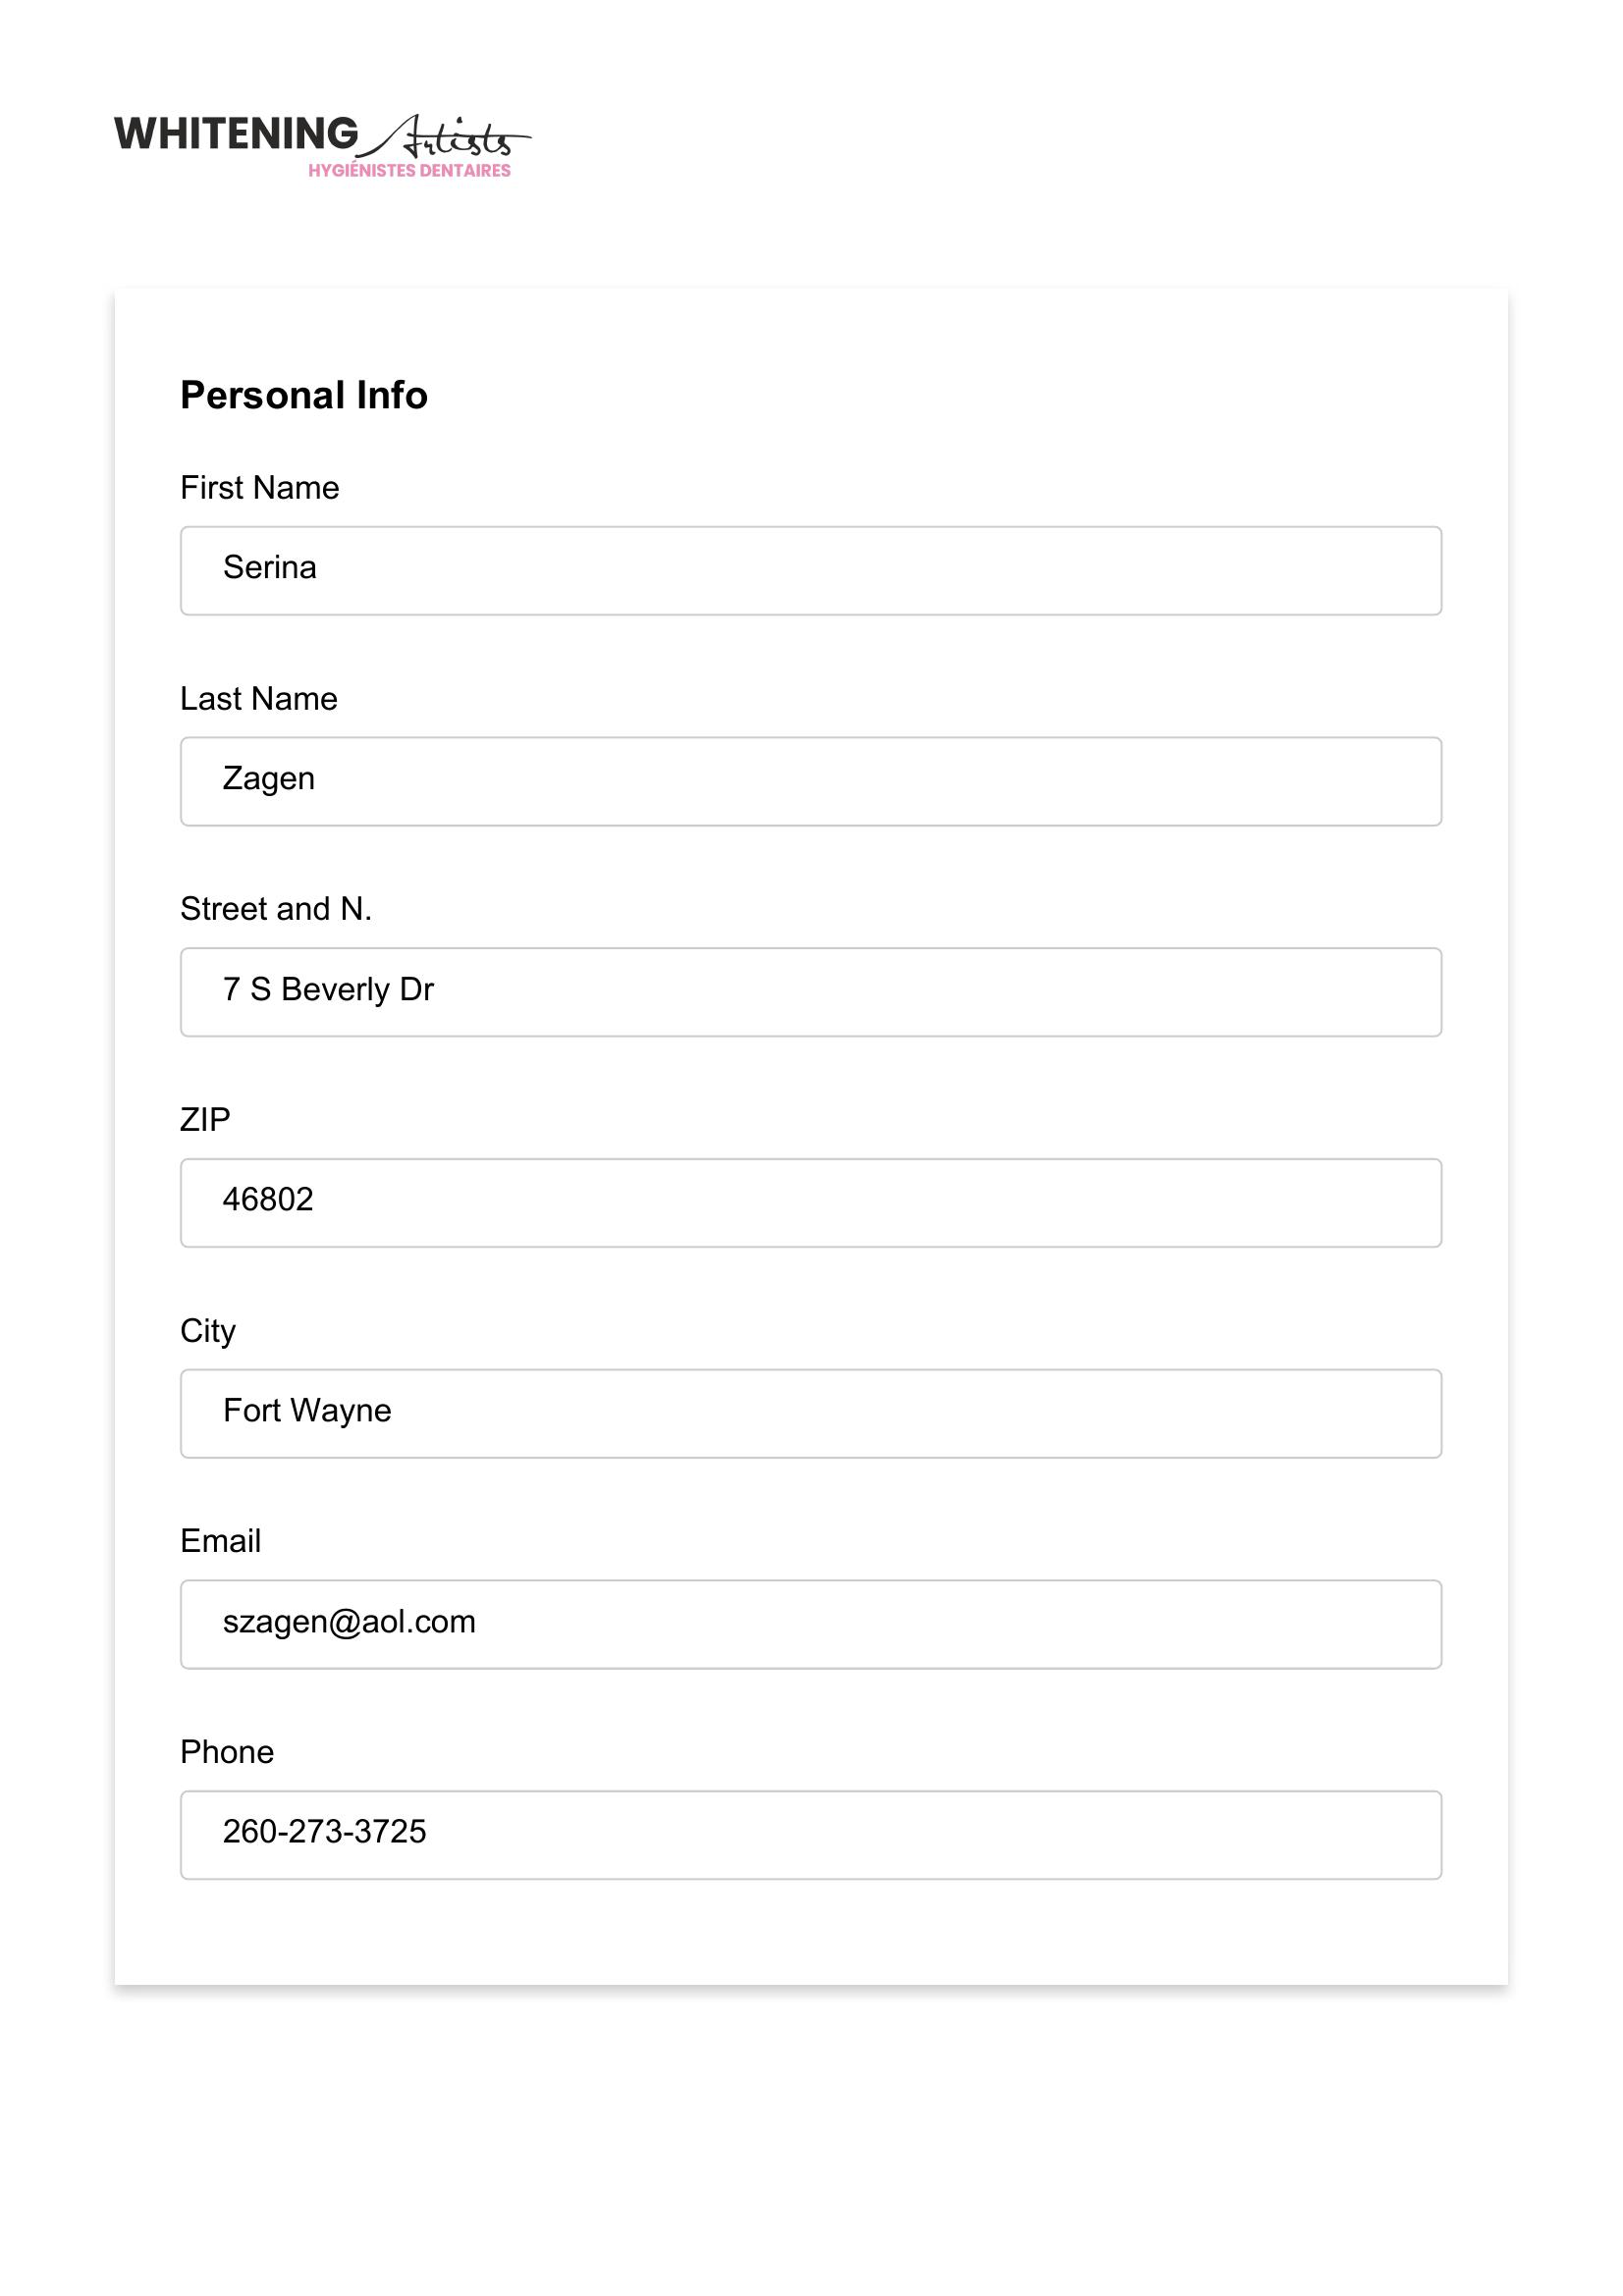 WHITENING Artists
HYGIÉNISTES DENTAIRES
Personal Info
First Name
Serina
Last Name
Zagen
Street and N.
7 S Beverly Dr
ZIP
46802
City
Fort Wayne
Email
szagen@aol.com
Phone
260-273-3725